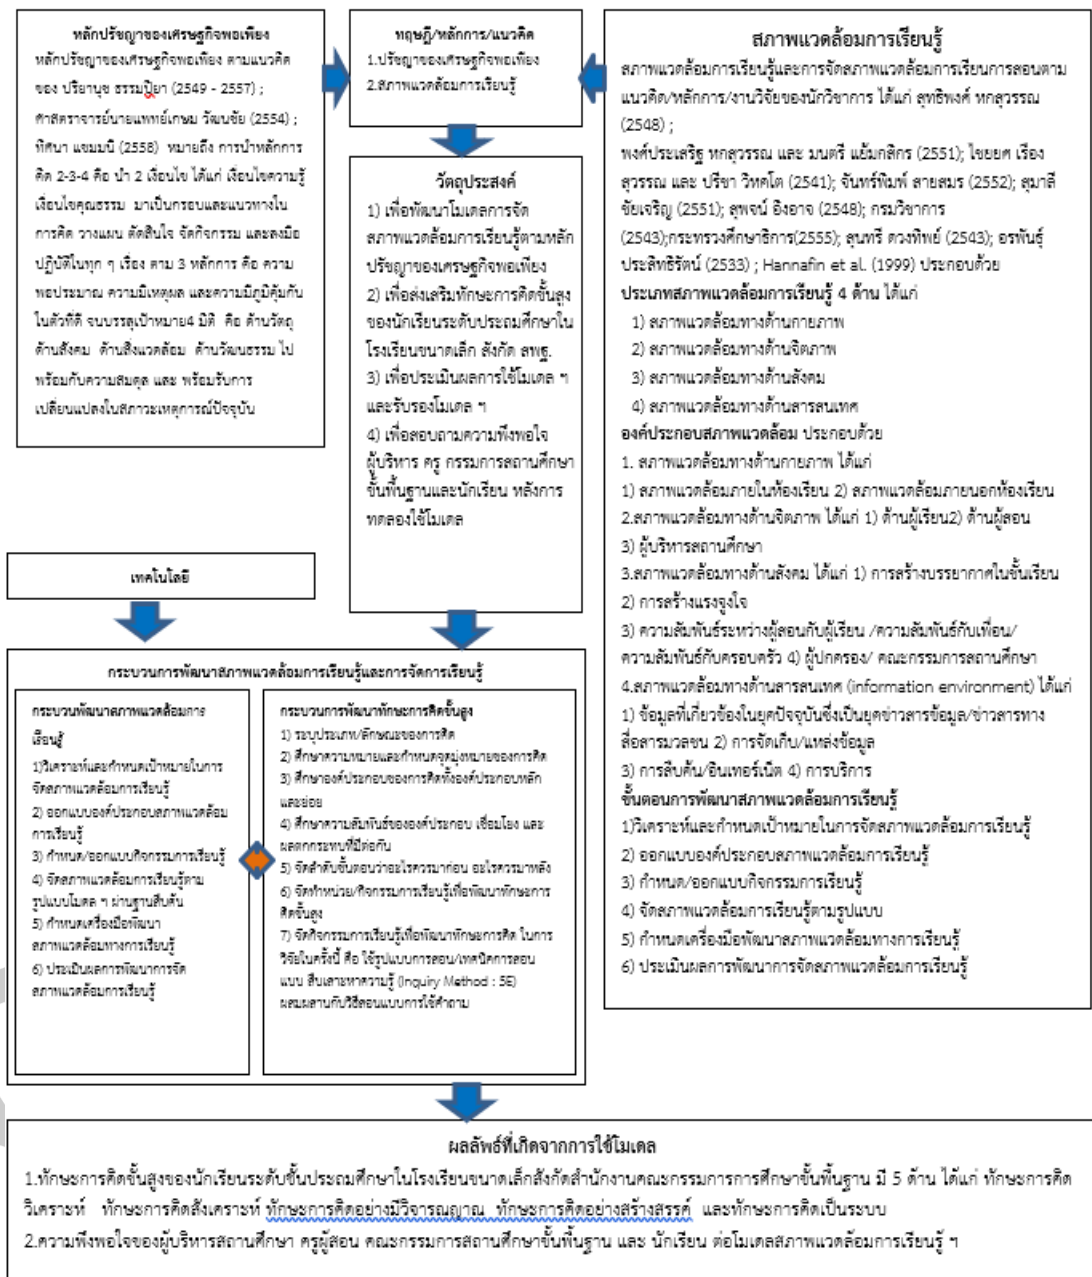 หลักปรัชญาของเศรษฐกิจพอเพียง
หลักปรัชญาของเศรษฐกิจพอเพียง ตามแนวคิด
ของ ปรียานุช ธรรมปิยา (2549 - 2557) ;
ศาสตราจารย์นายแพทย์เกษม วัฒนชัย (2554) ;
ทิศนา แขมมณี (2558) หมายถึง การนำหลักการ
คิด 2-3-4 คือ นำ 2 เงื่อนไข ได้แก่ เงื่อนไขความรู้
เงื่อนไขคุณธรรม มาเป็นกรอบและแนวทางใน
การคิด วางแผน ตัดสินใจ จัดกิจกรรม และลงมือ
ปฏิบัติในทุก ๆ เรื่อง ตาม 3 หลักการ คือ ความ
พอประมาณ ความมีเหตุผล และความมีภูมิคุ้มกัน
ในตัวที่ดี จนบรรลุเป้าหมาย4 มิติ คือ ด้านวัตถุ
ด้านสังคม ด้านสิ่งแวดล้อม ด้านวัฒนธรรม ไป
พร้อมกับความสมดุล และ พร้อมรับการ
เปลี่ยนแปลงในสภาวะเหตุการณ์ปัจจุบัน
ทฤษฎี/หลักการ/แนวคิด
1.ปรัชญาของเศรษฐกิจพอเพียง
2.สภาพแวดล้อมการเรียนรู้
วัตถุประสงค์
1) เพื่อพัฒนาโมเดลการจัด
สภาพแวดล้อมการเรียนรู้ตามหลัก
ปรัชญาของเศรษฐกิจพอเพียง
2) เพื่อส่งเสริมทักษะการคิดขั้นสูง
ของนักเรียนระดับประถมศึกษาใน
โรงเรียนขนาดเล็ก สังกัด สพฐ.
3) เพื่อประเมินผลการใช้โมเดล ฯ
และรับรองโมเดล ฯ
4) เพื่อสอบถามความพึงพอใจ
ผู้บริหาร ครู กรรมการสถานศึกษา
ขั้นพื้นฐานและนักเรียน หลังการ
ทดลองใช้โมเดล
สภาพแวดล้อมการเรียนรู้
สภาพแวดล้อมการเรียนรู้และการจัดสภาพแวดล้อมการเรียนการสอนตาม
แนวคิด/หลักการ/งานวิจัยของนักวิชาการ ได้แก่ สุทธิพงศ์ หกสุวรรณ
(2548) ;
พงศ์ประเสริฐ หกสุวรรณ และ มนตรี แย้มกสิกร (2551); ไชยยศ เรือง
สุวรรณ และ ปรีชา วิหคโต (2541); จันทร์พิมพ์ สายสมร (2552); สุมาลี
ชัยเจริญ (2551); สุพจน์ อิงอาจ (2548); กรมวิชาการ
(2543);กระทรวงศึกษาธิการ(2555); สุนทรี ดวงทิพย์ (2543); อรพันธุ์
ประสิทธิรัตน์ (2533) ; Hannafin et al. (1999) ประกอบด้วย
ประเภทสภาพแวดล้อมการเรียนรู้ 4 ด้าน ได้แก่
1) สภาพแวดล้อมทางด้านกายภาพ
2) สภาพแวดล้อมทางด้านจิตภาพ
3) สภาพแวดล้อมทางด้านสังคม
4) สภาพแวดล้อมทางด้านสารสนเทศ
องค์ประกอบสภาพแวดล้อม ประกอบด้วย
1. สภาพแวดล้อมทางด้านกายภาพ ได้แก่
1) สภาพแวดล้อมภายในห้องเรียน 2) สภาพแวดล้อมภายนอกห้องเรียน
2.สภาพแวดล้อมทางด้านจิตภาพ ได้แก่ 1) ด้านผู้เรียน2) ด้านผู้สอน
3) ผู้บริหารสถานศึกษา
3.สภาพแวดล้อมทางด้านสังคม ได้แก่ 1) การสร้างบรรยากาศในชั้นเรียน
2) การสร้างแรงจูงใจ
3) ความสัมพันธ์ระหว่างผู้สอนกับผู้เรียน /ความสัมพันธ์กับเพื่อน/
ความสัมพันธ์กับครอบครัว 4) ผู้ปกครอง/ คณะกรรมการสถานศึกษา
4.สภาพแวดล้อมทางด้านสารสนเทศ (information environment) ได้แก่
1) ข้อมูลที่เกี่ยวข้องในยุคปัจจุบันซึ่งเป็นยุคข่าวสารข้อมูล/ข่าวสารทาง
สื่อสารมวลชน 2) การจัดเก็บ/แหล่งข้อมูล
3) การสืบค้น/อินเทอร์เน็ต 4) การบริการ
ขั้นตอนการพัฒนาสภาพแวดล้อมการเรียนรู้
1)วิเคราะห์และกำหนดเป้าหมายในการจัดสภาพแวดล้อมการเรียนรู้
2) ออกแบบองค์ประกอบสภาพแวดล้อมการเรียนรู้
3) กำหนด/ออกแบบกิจกรรมการเรียนรู้
4) จัดสภาพแวดล้อมการเรียนรู้ตามรูปแบบ
5) กำหนดเครื่องมือพัฒนาสภาพแวดล้อมทางการเรียนรู้
6) ประเมินผลการพัฒนาการจัดสภาพแวดล้อมการเรียนรู้
เทคโนโลยี
กระบวนการพัฒนาสภาพแวดล้อมการเรียนรู้และการจัดการเรียนรู้
กระบวนพัฒนาสภาพแวดล้อมการ
เรียนรู้
1)วิเคราะห์และกำหนดเป้าหมายในการ
จัดสภาพแวดล้อมการเรียนรู้
2) ออกแบบองค์ประกอบสภาพแวดล้อม
การเรียนรู้
3) กำหนด/ออกแบบกิจกรรมการเรียนรู้
4) จัดสภาพแวดล้อมการเรียนรู้ตาม
รูปแบบโมเดล ฯ ผ่านฐานสืบค้น
5) กำหนดเครื่องมือพัฒนา
สภาพแวดล้อมทางการเรียนรู้
6) ประเมินผลการพัฒนาการจัด
สภาพแวดล้อมการเรียนรู้
กระบวนการพัฒนาทักษะการคิดขั้นสูง
1) ระบุประเภท/ลักษณะของการคิด
2) ศึกษาความหมายและกำหนดจุดมุ่งหมายของการคิด
3) ศึกษาองค์ประกอบของการคิดทั้งองค์ประกอบหลัก
และย่อย
4) ศึกษาความสัมพันธ์ขององค์ประกอบ เชื่อมโยง และ
ผลตกกระทบที่มีต่อกัน
5) จัดลำดับขั้นตอนว่าอะไรควรมาก่อน อะไรควรมาหลัง
6) จัดทำหน่วย/กิจกรรมการเรียนรู้เพื่อพัฒนาทักษะการ
คิดขั้นสูง
7) จัดกิจกรรมการเรียนรู้เพื่อพัฒนาทักษะการคิด ในการ
วิจัยในครั้งนี้ คือ ใช้รูปแบบการสอน/เทคนิคการสอน
แบบ สืบเสาะหาความรู้ (Inquiry Method : 5E)
ผสมผสานกับวิธีสอนแบบการใช้คำถาม
ผลลัพธ์ที่เกิดจากการใช้โมเดล
1.ทักษะการคิดขั้นสูงของนักเรียนระดับชั้นประถมศึกษาในโรงเรียนขนาดเล็กสังกัดสำนักงานคณะกรรมการการศึกษาขั้นพื้นฐาน มี 5 ด้าน ได้แก่ ทักษะการคิด
วิเคราะห์ ทักษะการคิดสังเคราะห์ ทักษะการคิดอย่างมีวิจารณญาณ ทักษะการคิดอย่างสร้างสรรค์ และทักษะการคิดเป็นระบบ
2.ความพึงพอใจของผู้บริหารสถานศึกษา ครูผู้สอน คณะกรรมการสถานศึกษาขั้นพื้นฐาน และ นักเรียน ต่อโมเดลสภาพแวดล้อมการเรียนรู้ ฯ